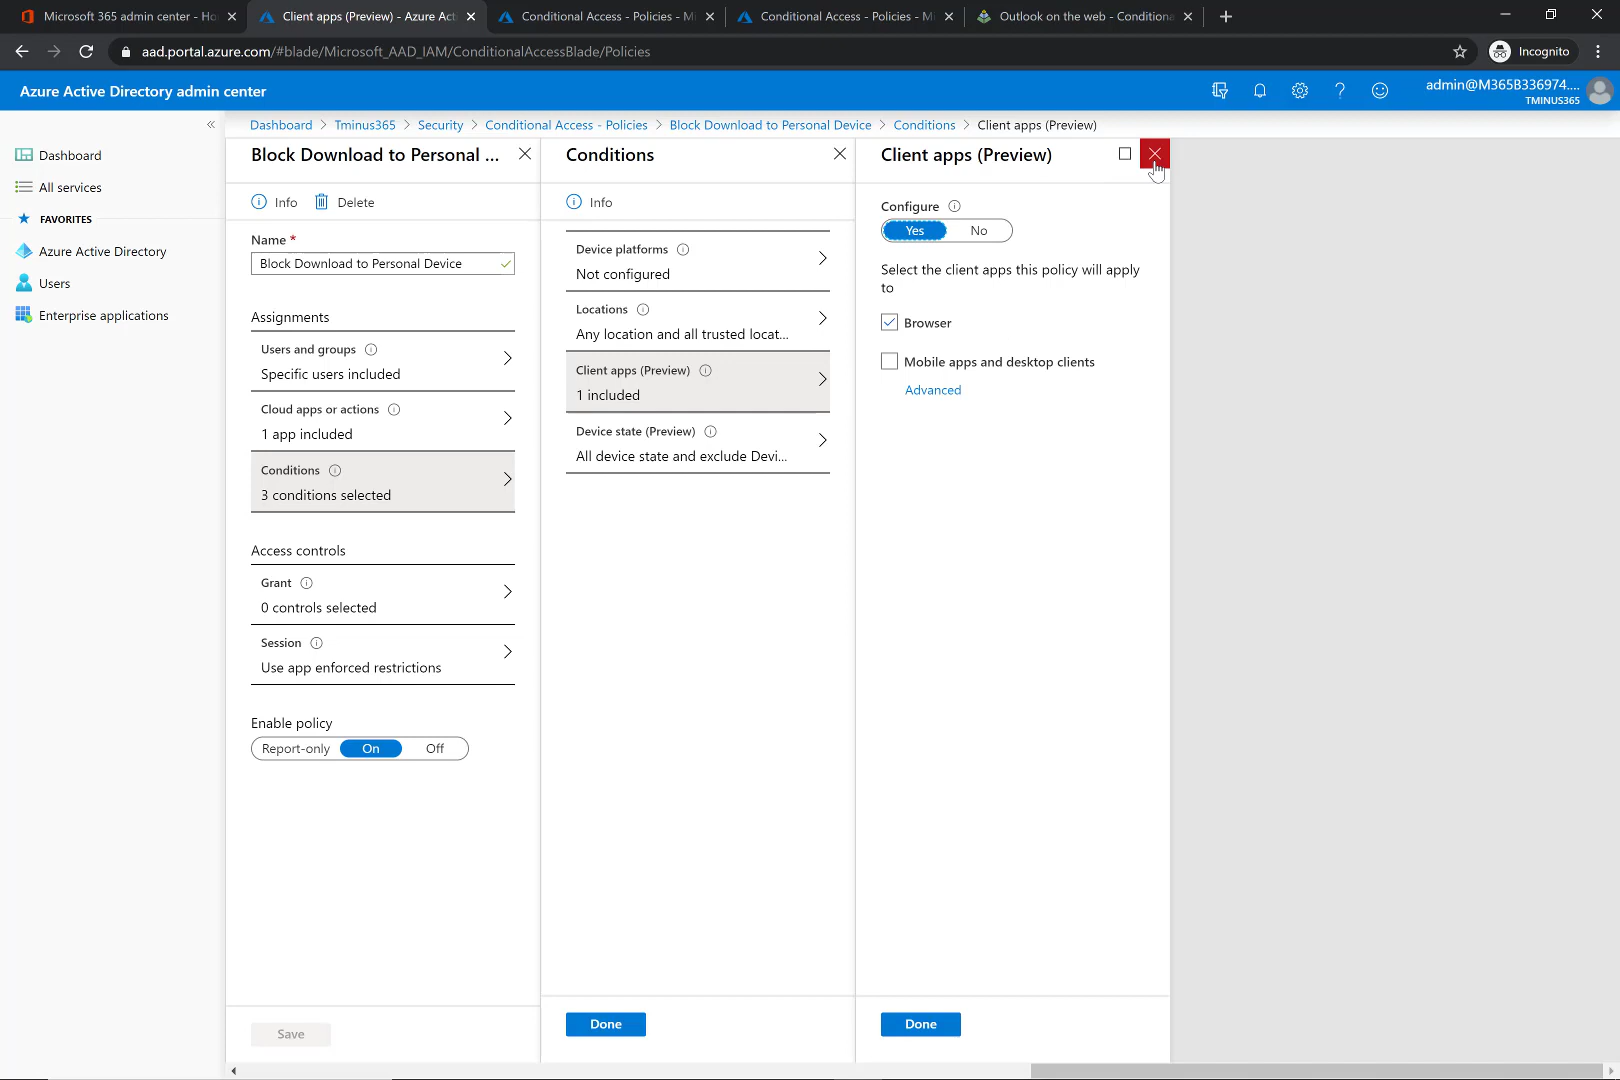 Microsoft 365 admin center - Ho
Client apps (Preview) - Azure Acti
Conditional Access - Policies - Mi
Conditional Access - Policies - Mi
Outlook on the web - Conditiona
aad.portal.azure.com/#blade/Microsoft_AAD_IAM/ConditionalAccessBlade/Policies
Incognito
Azure Active Directory admin center
admin@M365B336974....
TMINUS365
Dashboard > Tminus365 > Security > Conditional Access - Policies > Block Download to Personal Device > Conditions > Client apps (Preview)
Dashboard
All services
FAVORITES
Azure Active Directory
Users
Enterprise applications
Block Download to Personal ...
Info
Delete
Name *
Block Download to Personal Device
Assignments
Users and groups
Specific users included
Cloud apps or actions
1 app included
Conditions
3 conditions selected
Access controls
Grant
0 controls selected
Session
Use app enforced restrictions
Enable policy
Report-only On Off
Save
Conditions
Info
Device platforms
Not configured
Locations
Any location and all trusted locat...
Client apps (Preview)
1 included
Device state (Preview)
All device state and exclude Devi...
Done
Client apps (Preview)
Configure
Yes No
Select the client apps this policy will apply
to
Browser
Mobile apps and desktop clients
Advanced
Done